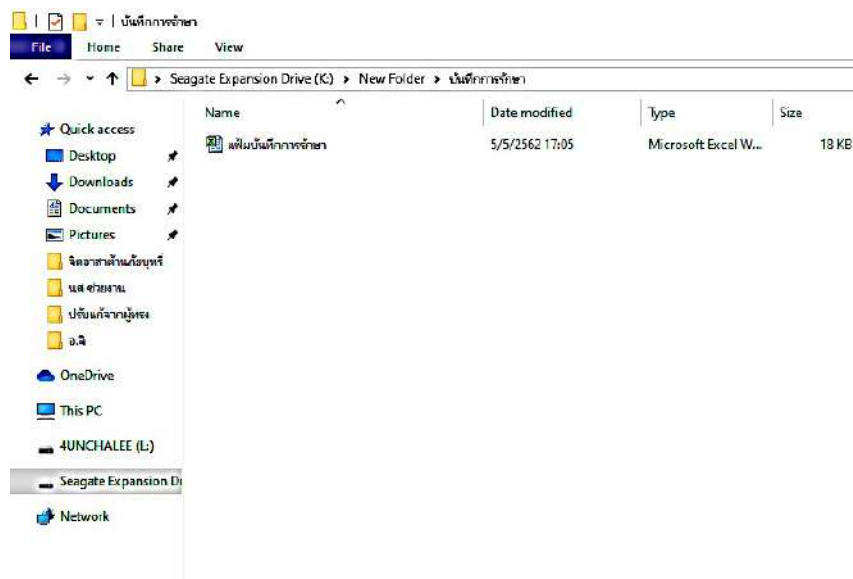 บันทึกการรักษา
File Home Share View
Seagate Expansion Drive (K:) > New Folder > บันทึกการรักษา
Name Date modified Type Size
Quick access
แฟ้มบันทึกการรักษา 5/5/2562 17:05 Microsoft Excel W... 18 KB
Desktop
Downloads
Documents
Pictures
จิตอาสาต้านภัยบุหรี่
นศ ช่วยงาน
ปรับแก้จากผู้ทรง
อ.จิ
OneDrive
This PC
4UNCHALEE (L:)
Seagate Expansion Dr
Network